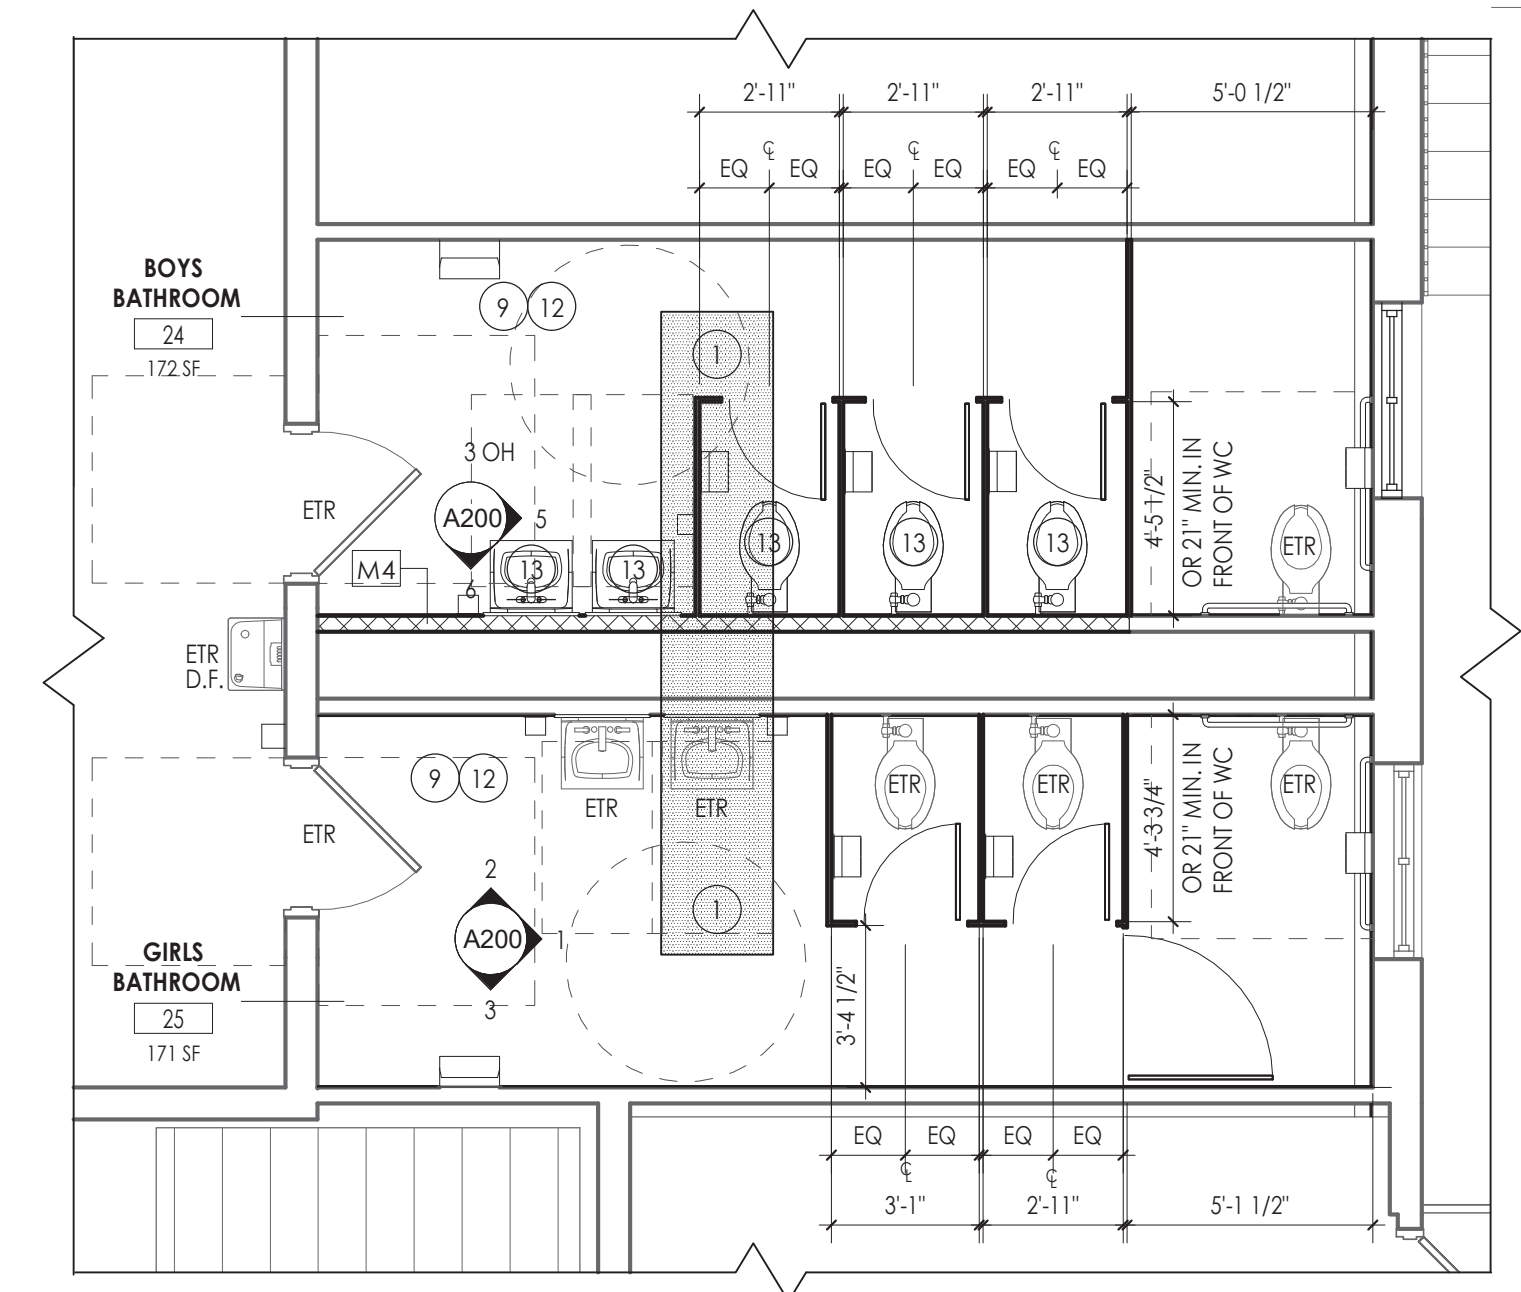 2'-11" 2'-11" 2'-11" 5'-0 1/2"
℄ ℄ ℄
EQ EQ EQ EQ EQ EQ
BOYS
BATHROOM
24
172 SF
9 12
1
3 OH
ETR
A200 5
6
M4
13 13 13 13 13
4'-5 1/2"
OR 21" MIN. IN
FRONT OF WC
ETR
ETR
D.F.
9 12
ETR
ETR ETR
ETR ETR
4'-3 3/4"
OR 21" MIN. IN
FRONT OF WC
ETR
2
A200 1
3
1
GIRLS
BATHROOM
25
171 SF
3'-4 1/2"
EQ EQ EQ EQ
℄ ℄
3'-1" 2'-11" 5'-1 1/2"